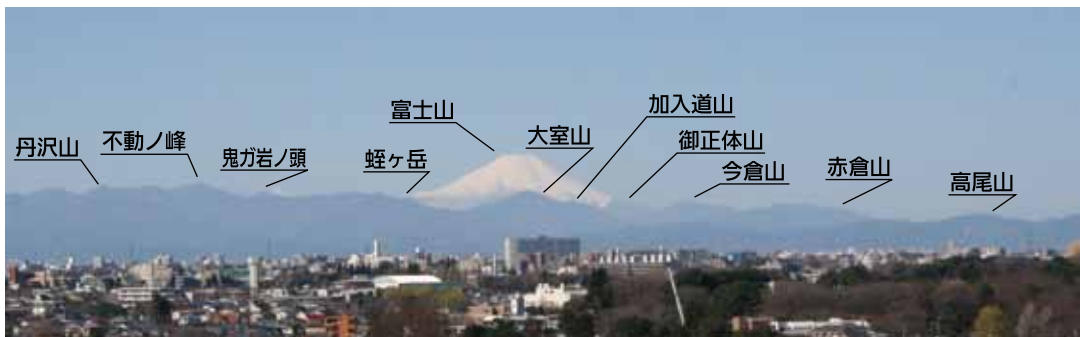 丹沢山
不動ノ峰
鬼ガ岩ノ頭
蛭ヶ岳
富士山
大室山
加入道山
御正体山
今倉山
赤倉山
高尾山